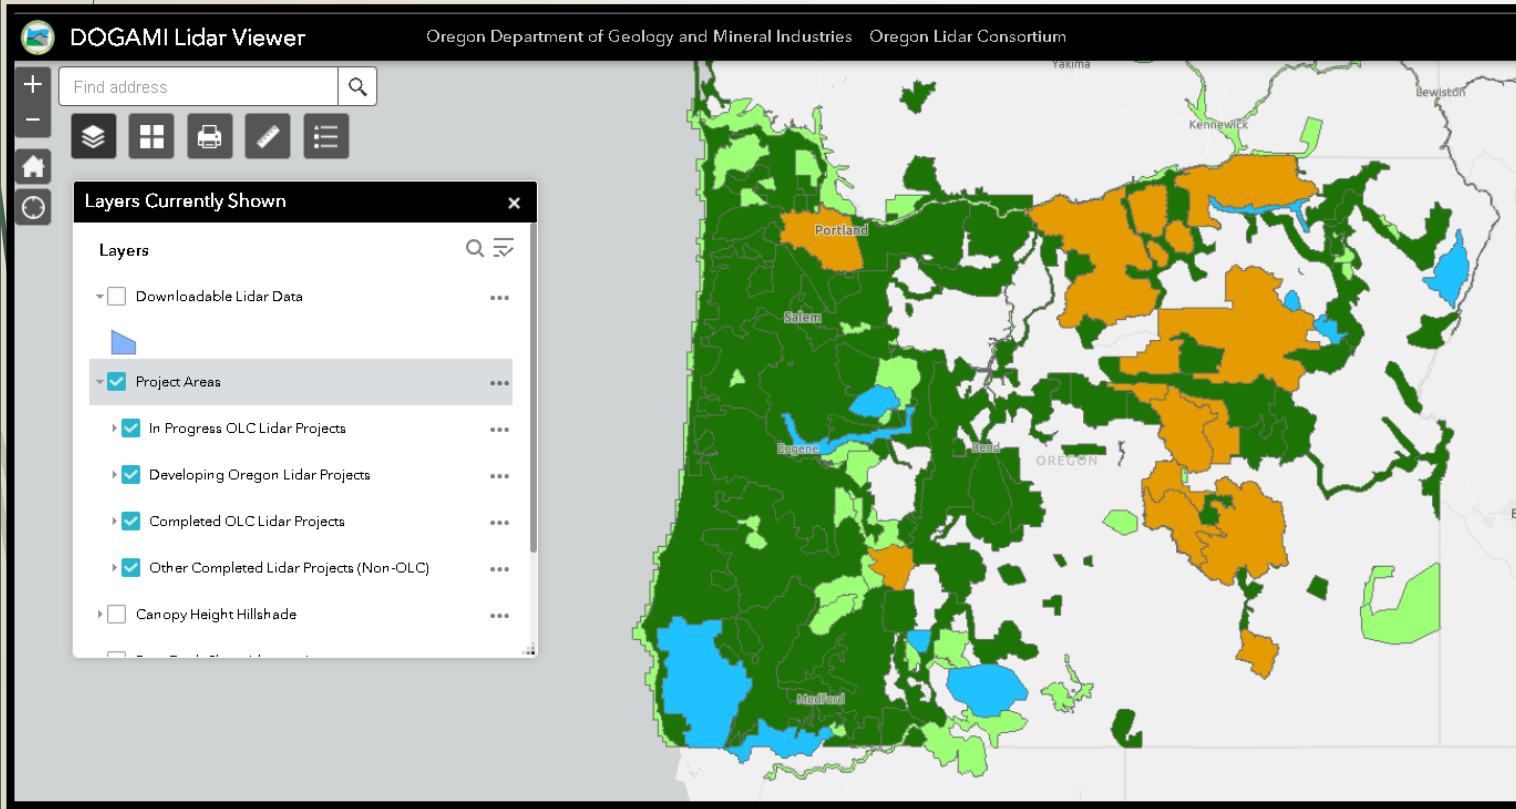 DOGAMI Lidar Viewer
Oregon Department of Geology and Mineral Industries Oregon Lidar Consortium
+
Find address
−
Layers Currently Shown
×
Layers
Downloadable Lidar Data
Project Areas
In Progress OLC Lidar Projects
Developing Oregon Lidar Projects
Completed OLC Lidar Projects
Other Completed Lidar Projects (Non-OLC)
Canopy Height Hillshade
Yakima
Lewiston
Kennewick
Portland
Salem
Eugene
Bend
OREGON
Medford